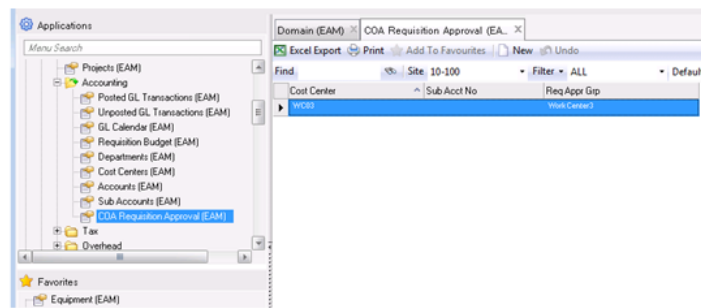 Applications
Menu Search
Projects (EAM)
Accounting
Posted GL Transactions (EAM)
Unposted GL Transactions (EAM)
GL Calendar (EAM)
Requisition Budget (EAM)
Departments (EAM)
Cost Centers (EAM)
Accounts (EAM)
Sub Accounts (EAM)
COA Requisition Approval (EAM)
Tax
Overhead
Favorites
Equipment (EAM)
Domain (EAM) COA Requisition Approval (EA..
Excel Export Print Add To Favourites New Undo
Find Site 10-100 Filter ALL Defaul
Cost Center Sub Acct No Req Appr Grp
WC03 Work Center3